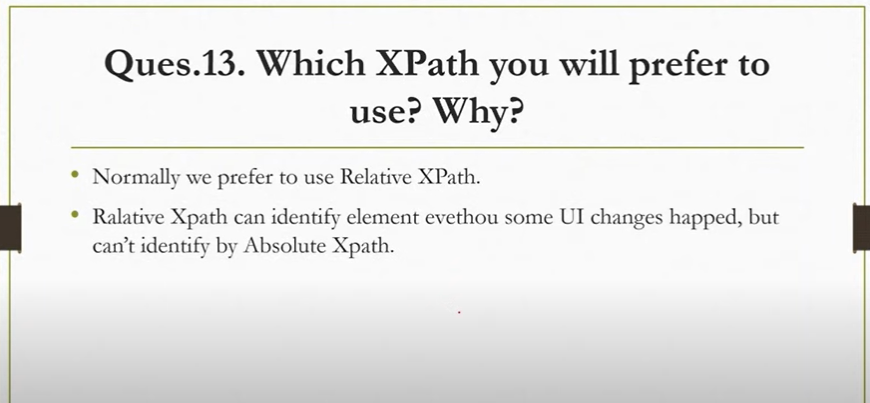 Ques.13. Which XPath you will prefer to
use? Why?
• Normally we prefer to use Relative XPath.
• Ralative Xpath can identify element evethou some UI changes happed, but
can't identify by Absolute Xpath.